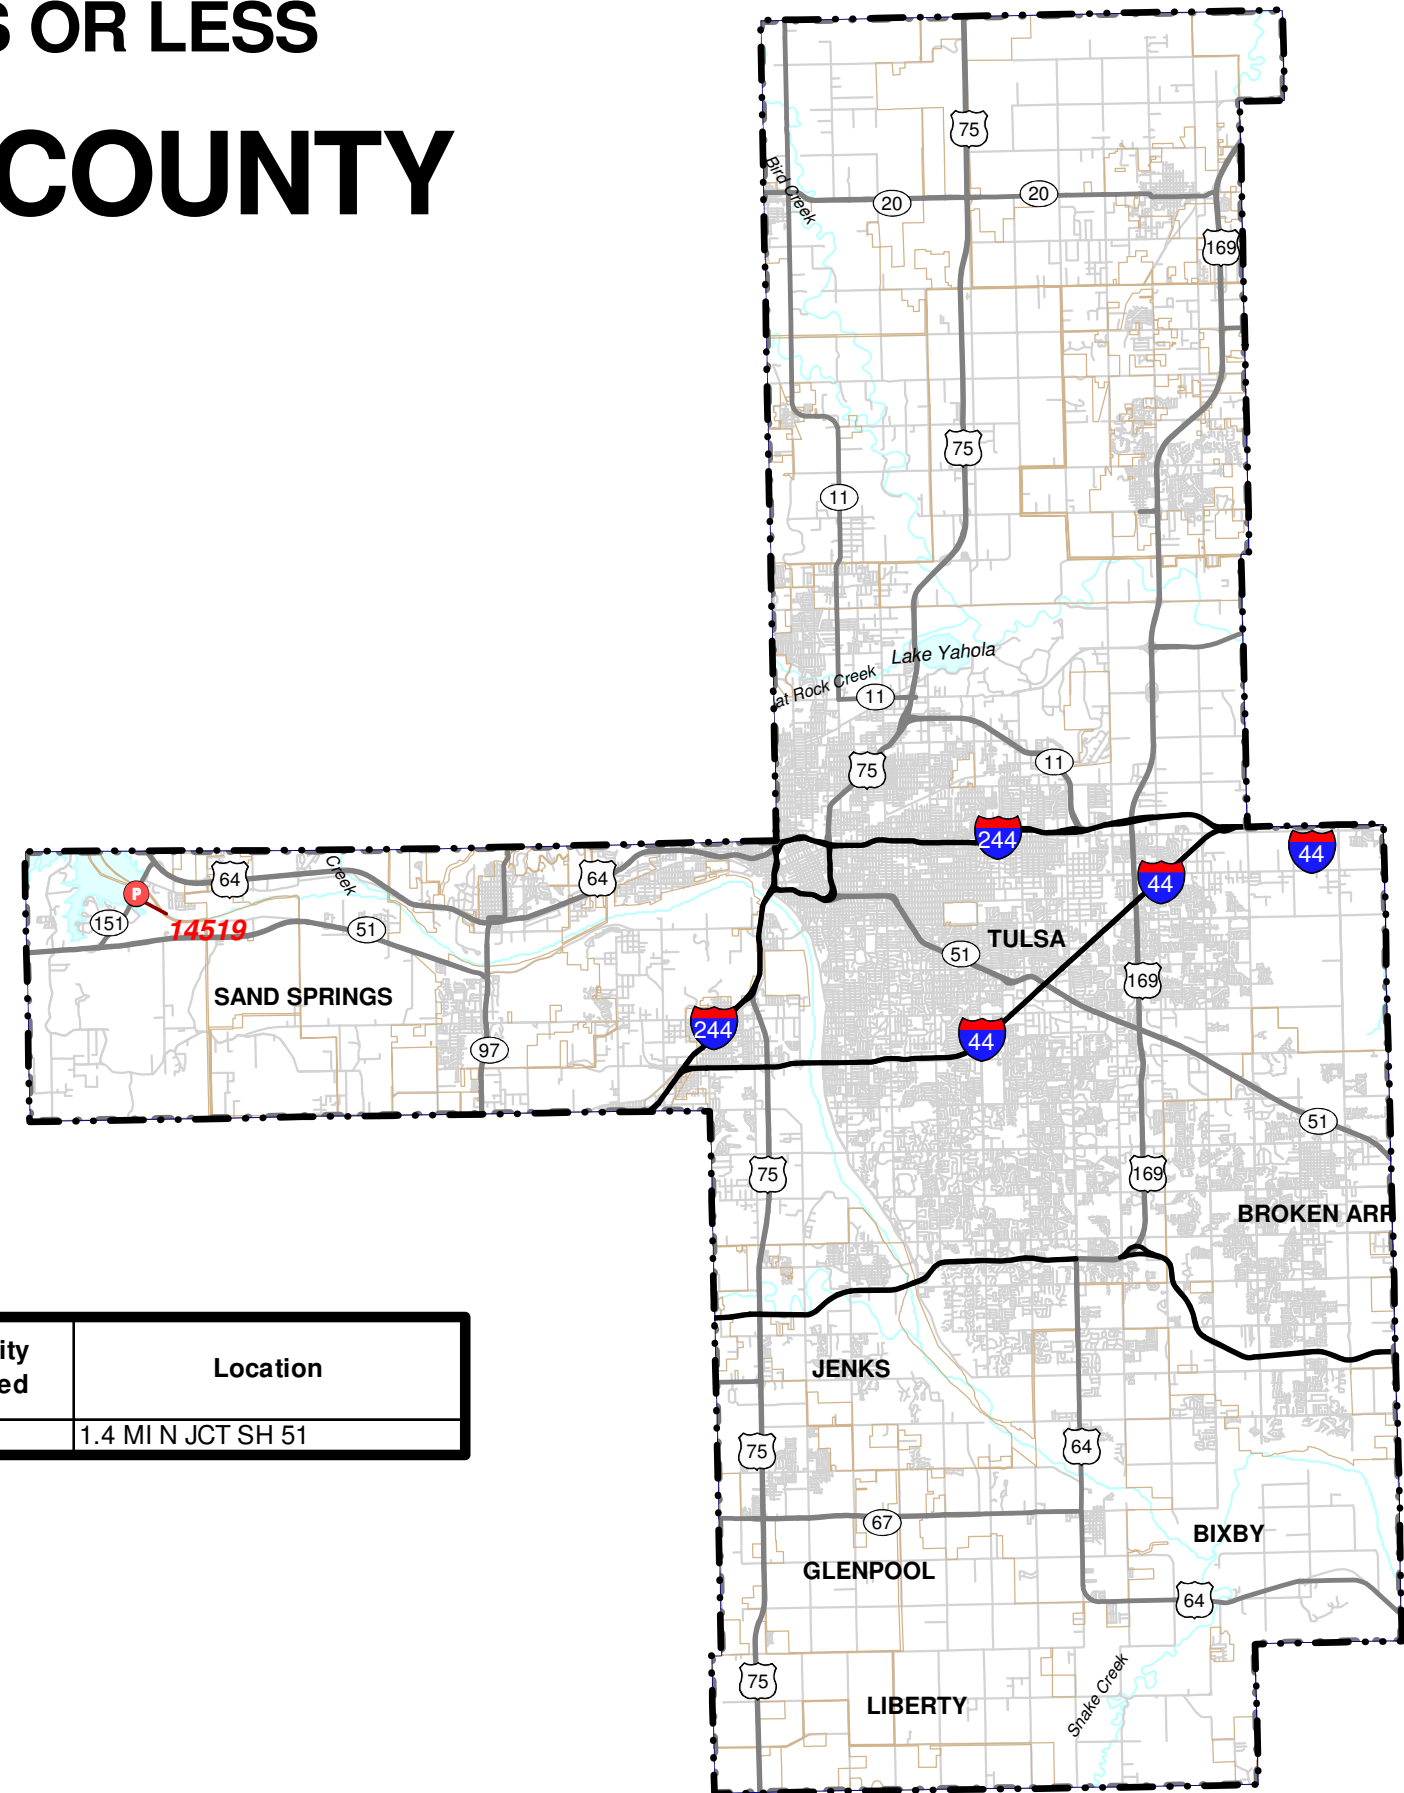 S OR LESS
COUNTY
75
Bird Creek
20
20
169
75
11
Lake Yahola
at Rock Creek
11
75
11
244
44
44
64
Creek
64
P
151
14519
51
51
TULSA
169
SAND SPRINGS
244
44
97
51
75
169
BROKEN ARR
ity
ed
Location
1.4 MI N JCT SH 51
JENKS
75
64
67
BIXBY
GLENPOOL
64
75
LIBERTY
Snake Creek